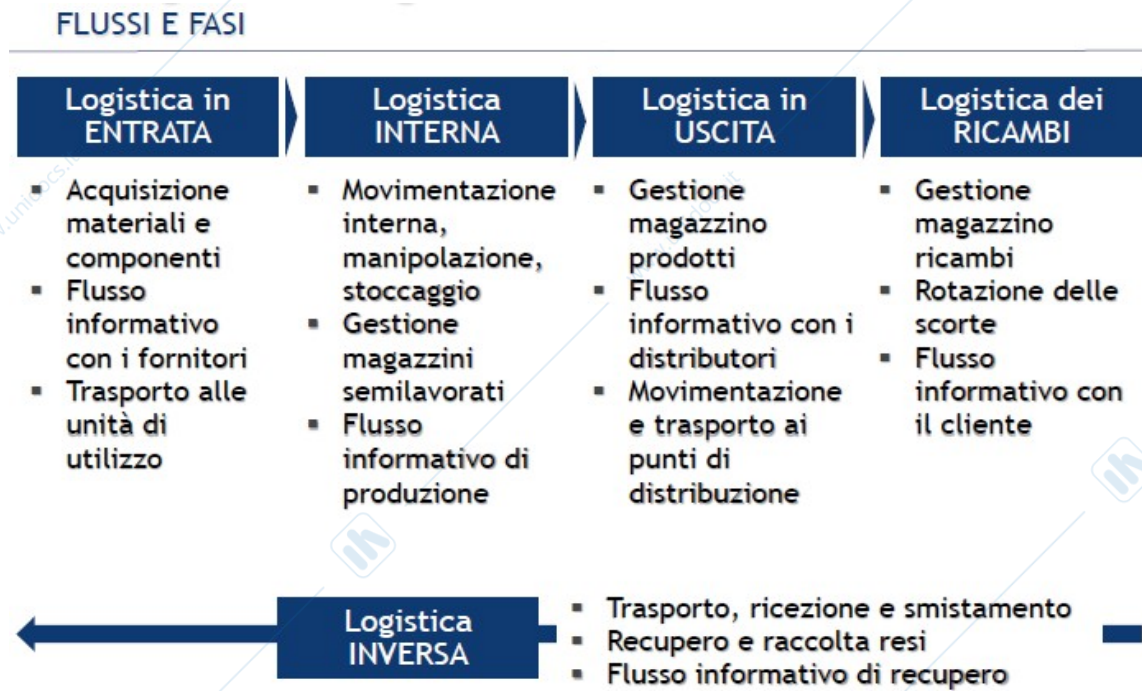 FLUSSI E FASI
Logistica in
ENTRATA
Logistica
INTERNA
Logistica in
USCITA
Logistica dei
RICAMBI
▪ Acquisizione
materiali e
componenti
▪ Flusso
informativo
con i fornitori
▪ Trasporto alle
unità di
utilizzo
▪ Movimentazione
interna,
manipolazione,
stoccaggio
▪ Gestione
magazzini
semilavorati
▪ Flusso
informativo di
produzione
▪ Gestione
magazzino
prodotti
▪ Flusso
informativo con i
distributori
▪ Movimentazione
e trasporto ai
punti di
distribuzione
▪ Gestione
magazzino
ricambi
▪ Rotazione delle
scorte
▪ Flusso
informativo con
il cliente
Logistica
INVERSA
▪ Trasporto, ricezione e smistamento
▪ Recupero e raccolta resi
▪ Flusso informativo di recupero